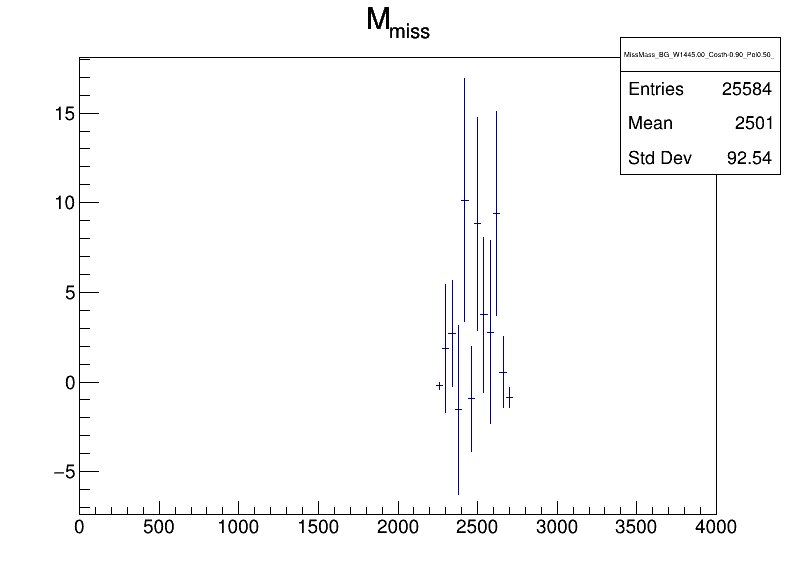 M_miss
MissMass_BG_W1445.00_Costh-0.90_Pol0.50_
Entries 25584
Mean 2501
Std Dev 92.54
15
10
5
0
−5
0 500 1000 1500 2000 2500 3000 3500 4000